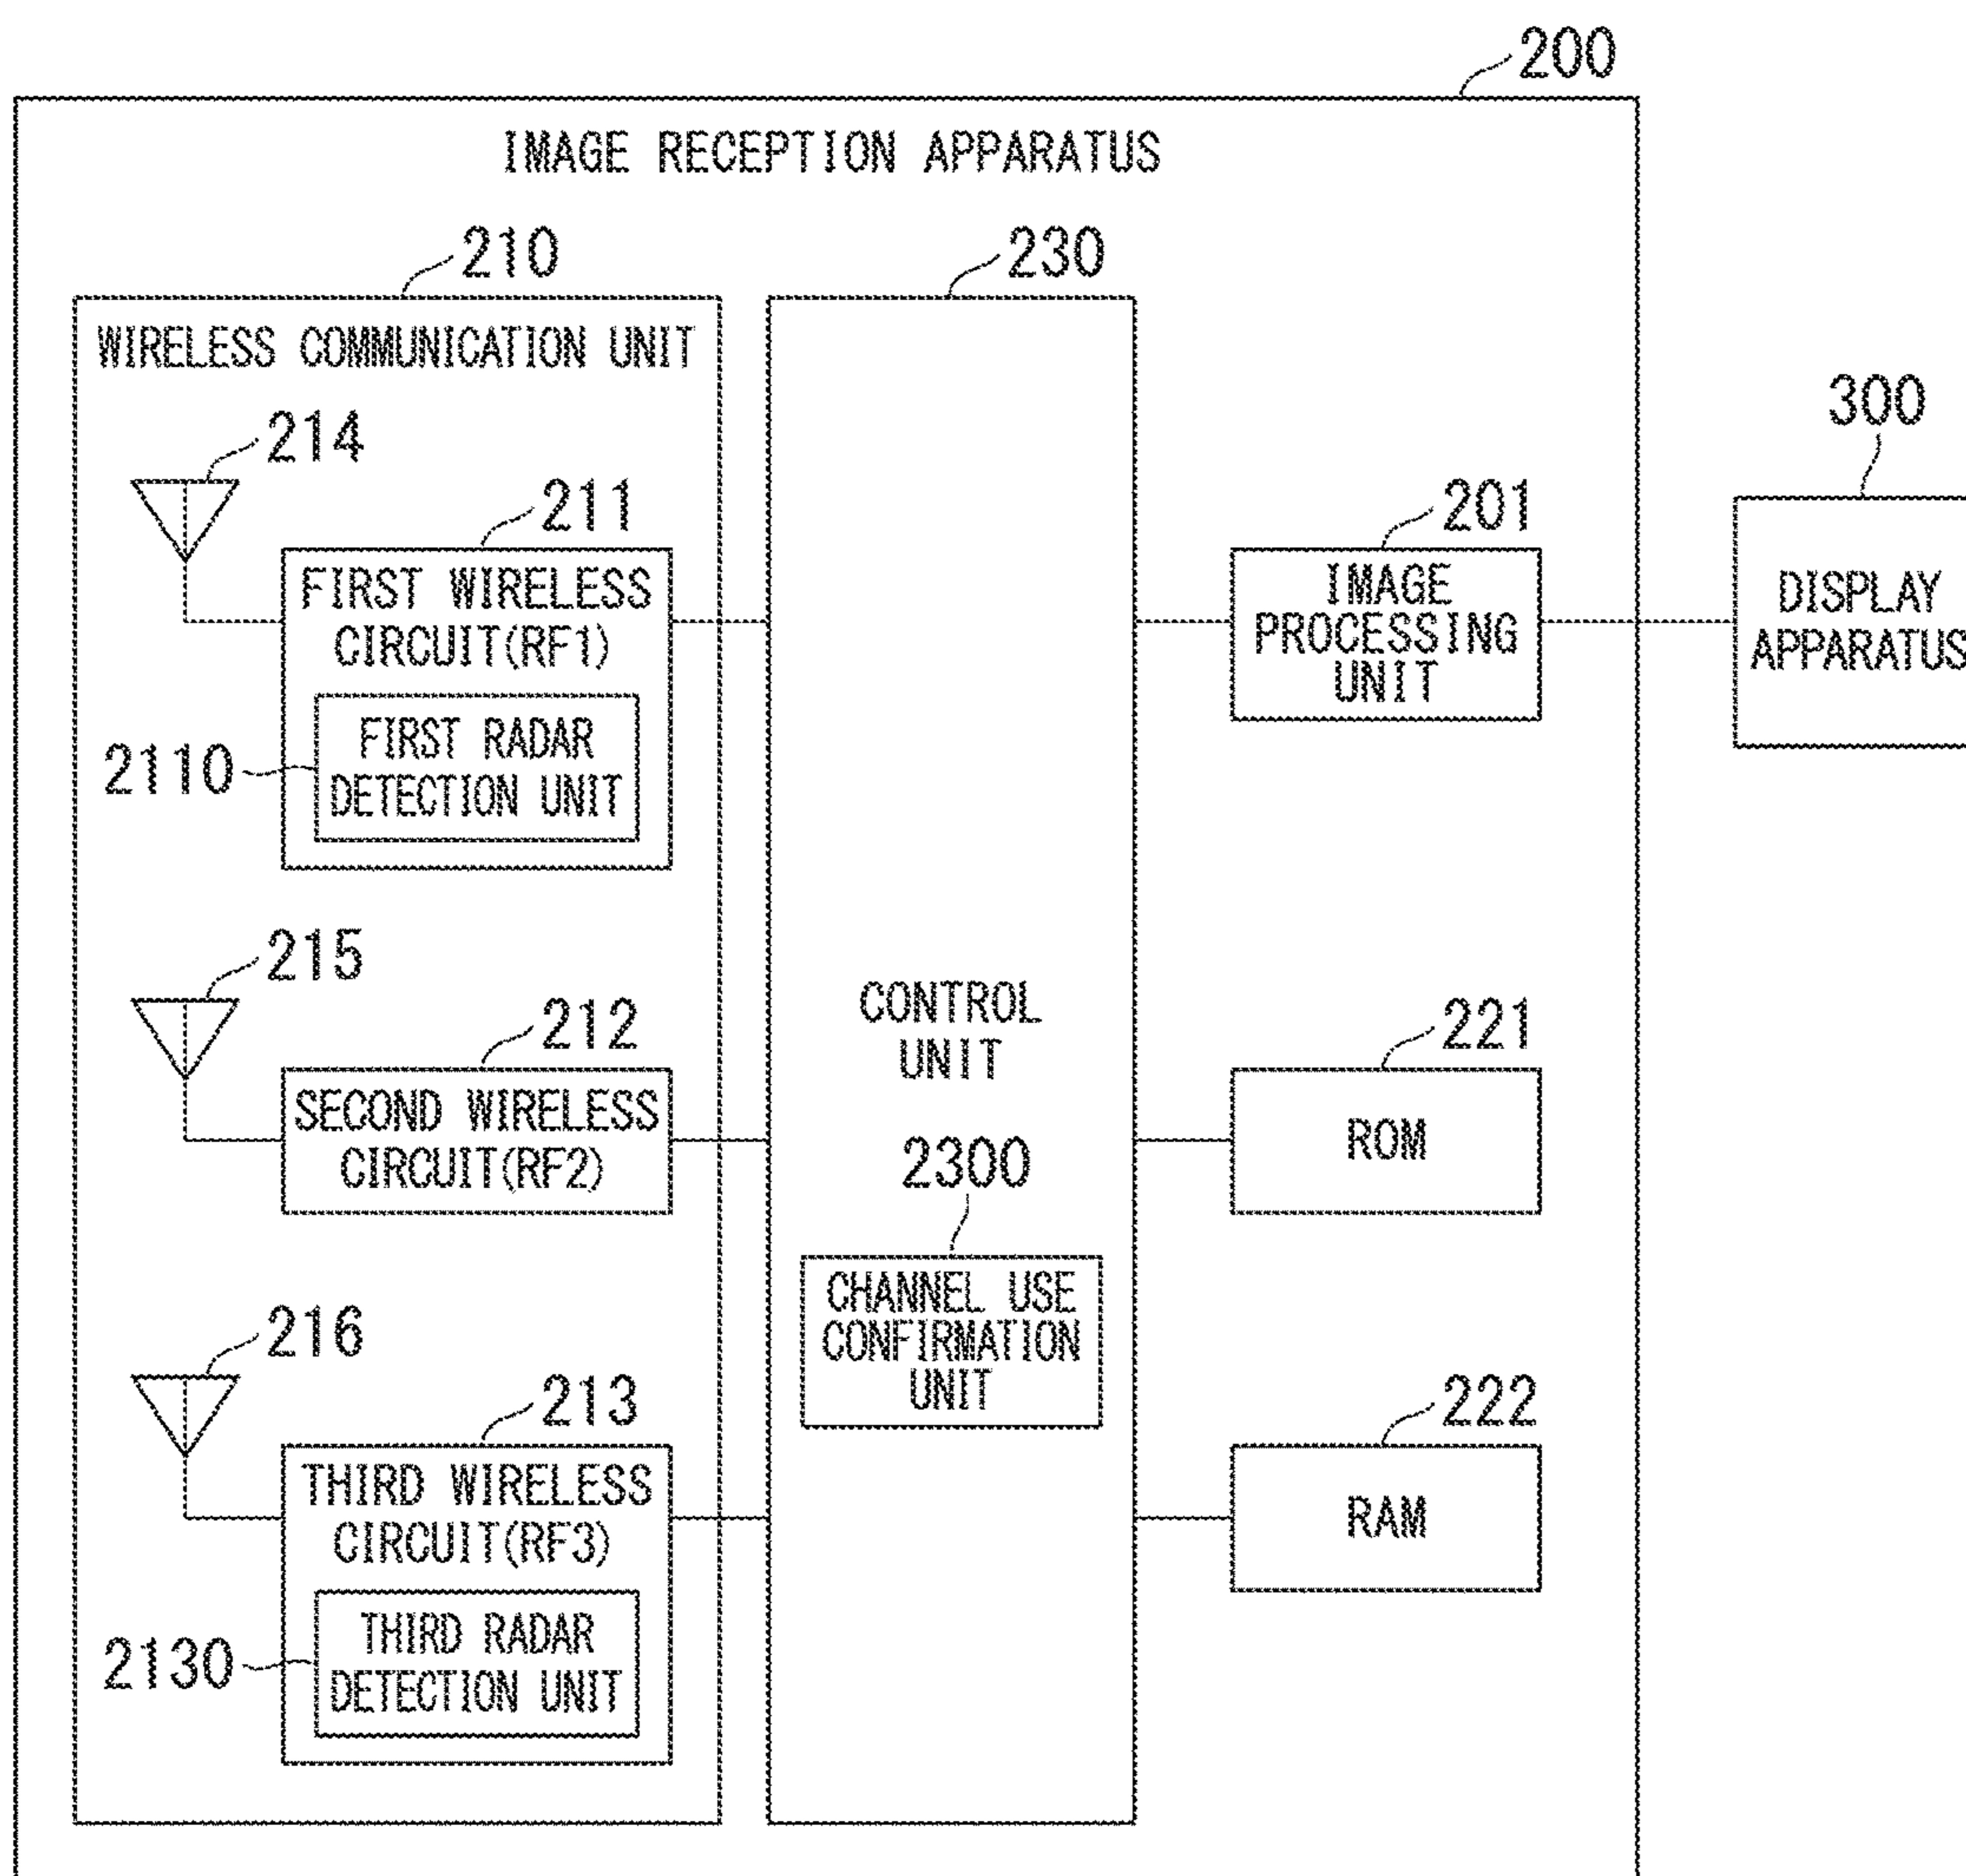 200
IMAGE RECEPTION APPARATUS
210
230
WIRELESS COMMUNICATION UNIT
300
214
211
201
FIRST WIRELESS
CIRCUIT(RF1)
IMAGE
PROCESSING
UNIT
DISPLAY
APPARATUS
2110
FIRST RADAR
DETECTION UNIT
215
212
CONTROL
UNIT
221
SECOND WIRELESS
CIRCUIT(RF2)
ROM
2300
CHANNEL USE
CONFIRMATION
UNIT
216
213
222
THIRD WIRELESS
CIRCUIT(RF3)
RAM
2130
THIRD RADAR
DETECTION UNIT